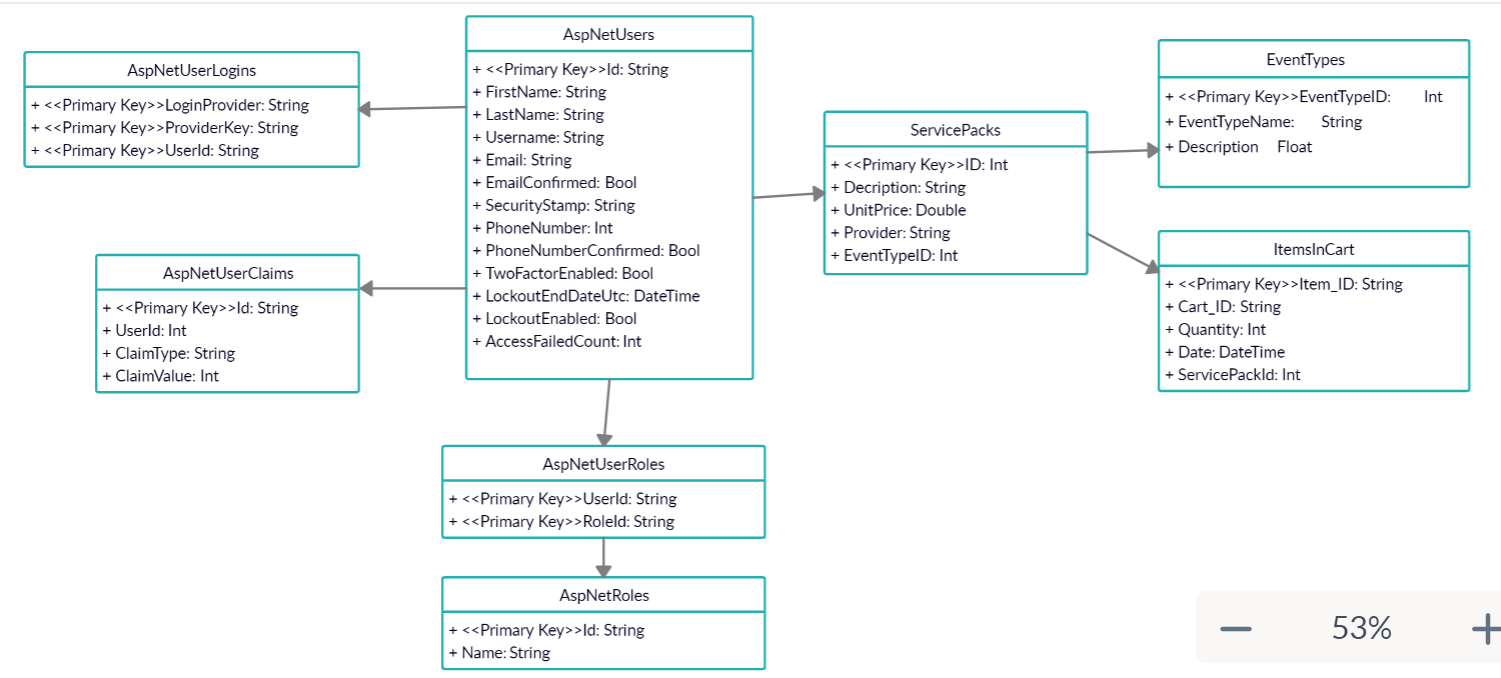 AspNetUserLogins
+ <<Primary Key>>LoginProvider: String
+ <<Primary Key>>ProviderKey: String
+ <<Primary Key>>UserId: String
AspNetUsers
+ <<Primary Key>>Id: String
+ FirstName: String
+ LastName: String
+ Username: String
+ Email: String
+ EmailConfirmed: Bool
+ SecurityStamp: String
+ PhoneNumber: Int
+ PhoneNumberConfirmed: Bool
+ TwoFactorEnabled: Bool
+ LockoutEndDateUtc: DateTime
+ LockoutEnabled: Bool
+ AccessFailedCount: Int
ServicePacks
+ <<Primary Key>>ID: Int
+ Decription: String
+ UnitPrice: Double
+ Provider: String
+ EventTypeID: Int
EventTypes
+ <<Primary Key>>EventTypeID: Int
+ EventTypeName: String
+ Description Float
AspNetUserClaims
+ <<Primary Key>>Id: String
+ UserId: Int
+ ClaimType: String
+ ClaimValue: Int
ItemsInCart
+ <<Primary Key>>Item_ID: String
+ Cart_ID: String
+ Quantity: Int
+ Date: DateTime
+ ServicePackId: Int
AspNetUserRoles
+ <<Primary Key>>UserId: String
+ <<Primary Key>>RoleId: String
AspNetRoles
+ <<Primary Key>>Id: String
+ Name: String
− 53% +